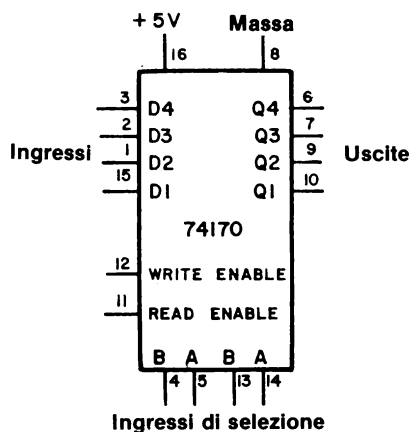 + 5V Massa
16 8
3 D4 Q4 6
2 D3 Q3 7
Ingressi 1 D2 Q2 9 Uscite
15 D1 Q1 10
74170
12 WRITE ENABLE
11 READ ENABLE
B A B A
4 5 13 14
Ingressi di selezione